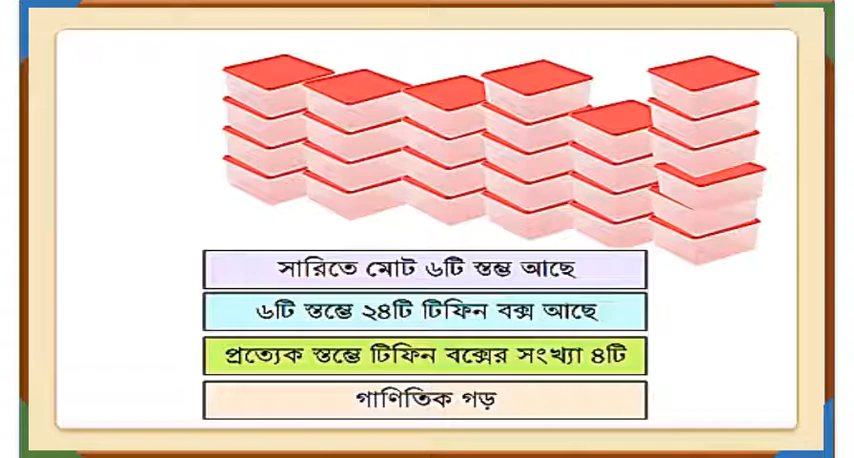 সারিতে মোট ৬টি স্তম্ভ আছে
৬টি স্তম্ভে ২৪টি টিফিন বক্স আছে
প্রত্যেক স্তম্ভে টিফিন বক্সের সংখ্যা ৪টি
গাণিতিক গড়